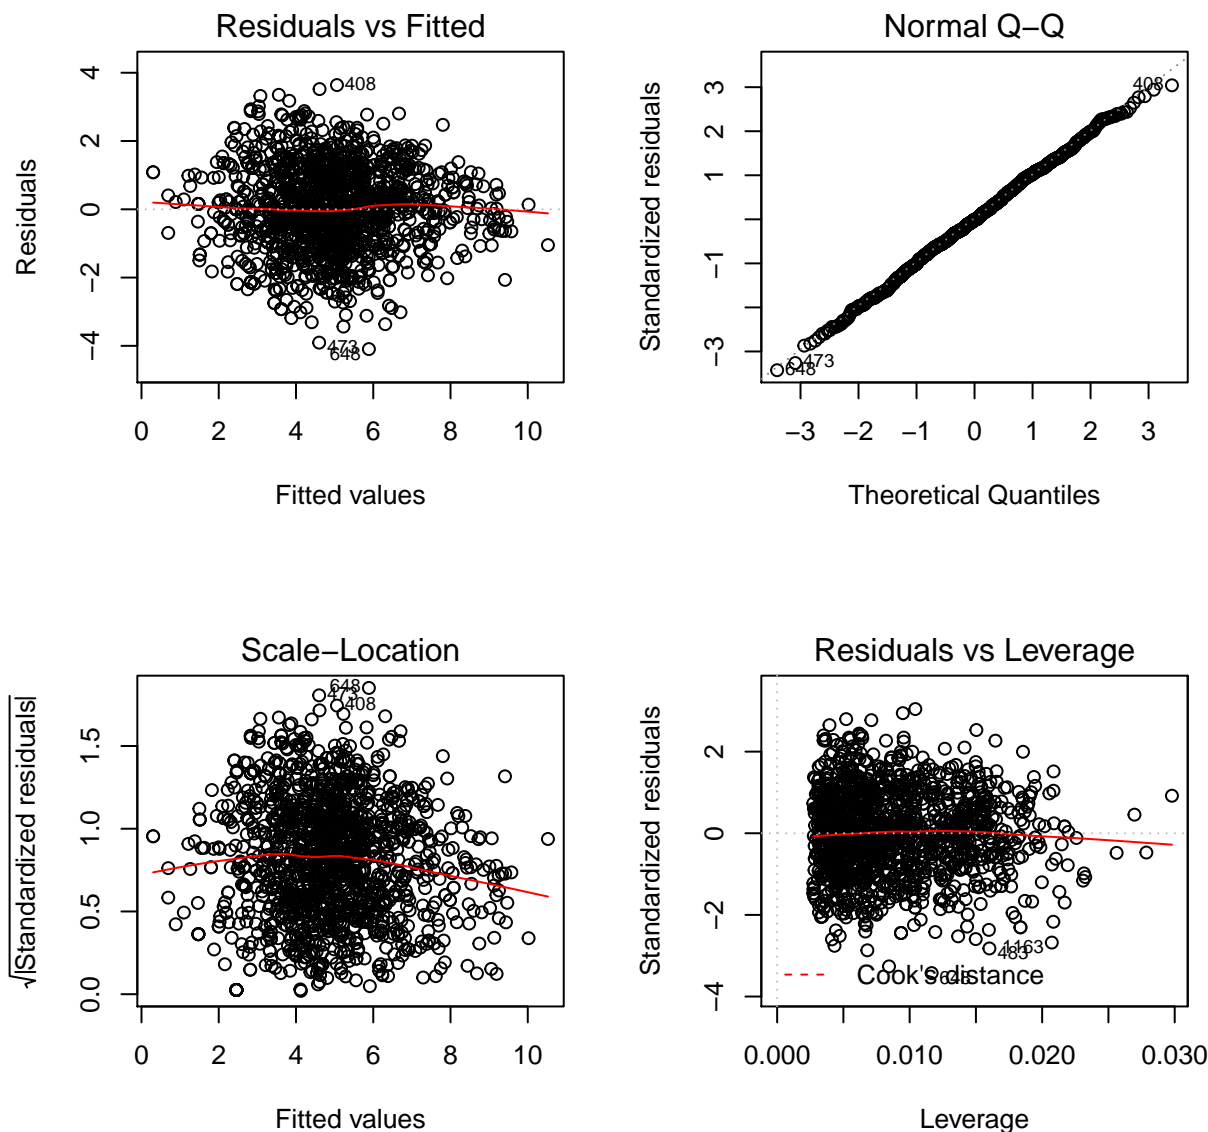 Residuals vs Fitted
Residuals
4
2
0
−2
−4
408
473
648
0 2 4 6 8 10
Fitted values
Normal Q−Q
Standardized residuals
3
2
1
−1
−3
408
473
648
−3 −2 −1 0 1 2 3
Theoretical Quantiles
Scale−Location
√|Standardized residuals|
1.5
1.0
0.5
0.0
648
473
408
0 2 4 6 8 10
Fitted values
Residuals vs Leverage
Standardized residuals
2
0
−2
−4
1163
483
648
Cook's distance
0.000 0.010 0.020 0.030
Leverage